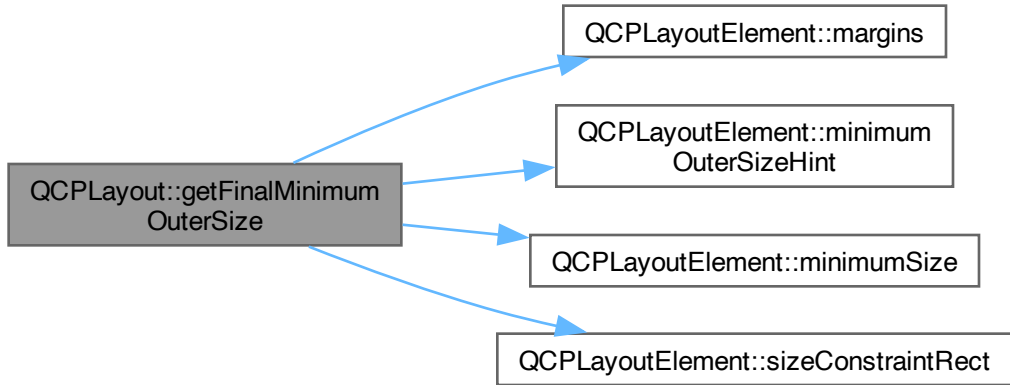 QCPLayoutElement::margins
QCPLayoutElement::minimum
OuterSizeHint
QCPLayout::getFinalMinimum
OuterSize
QCPLayoutElement::minimumSize
QCPLayoutElement::sizeConstraintRect